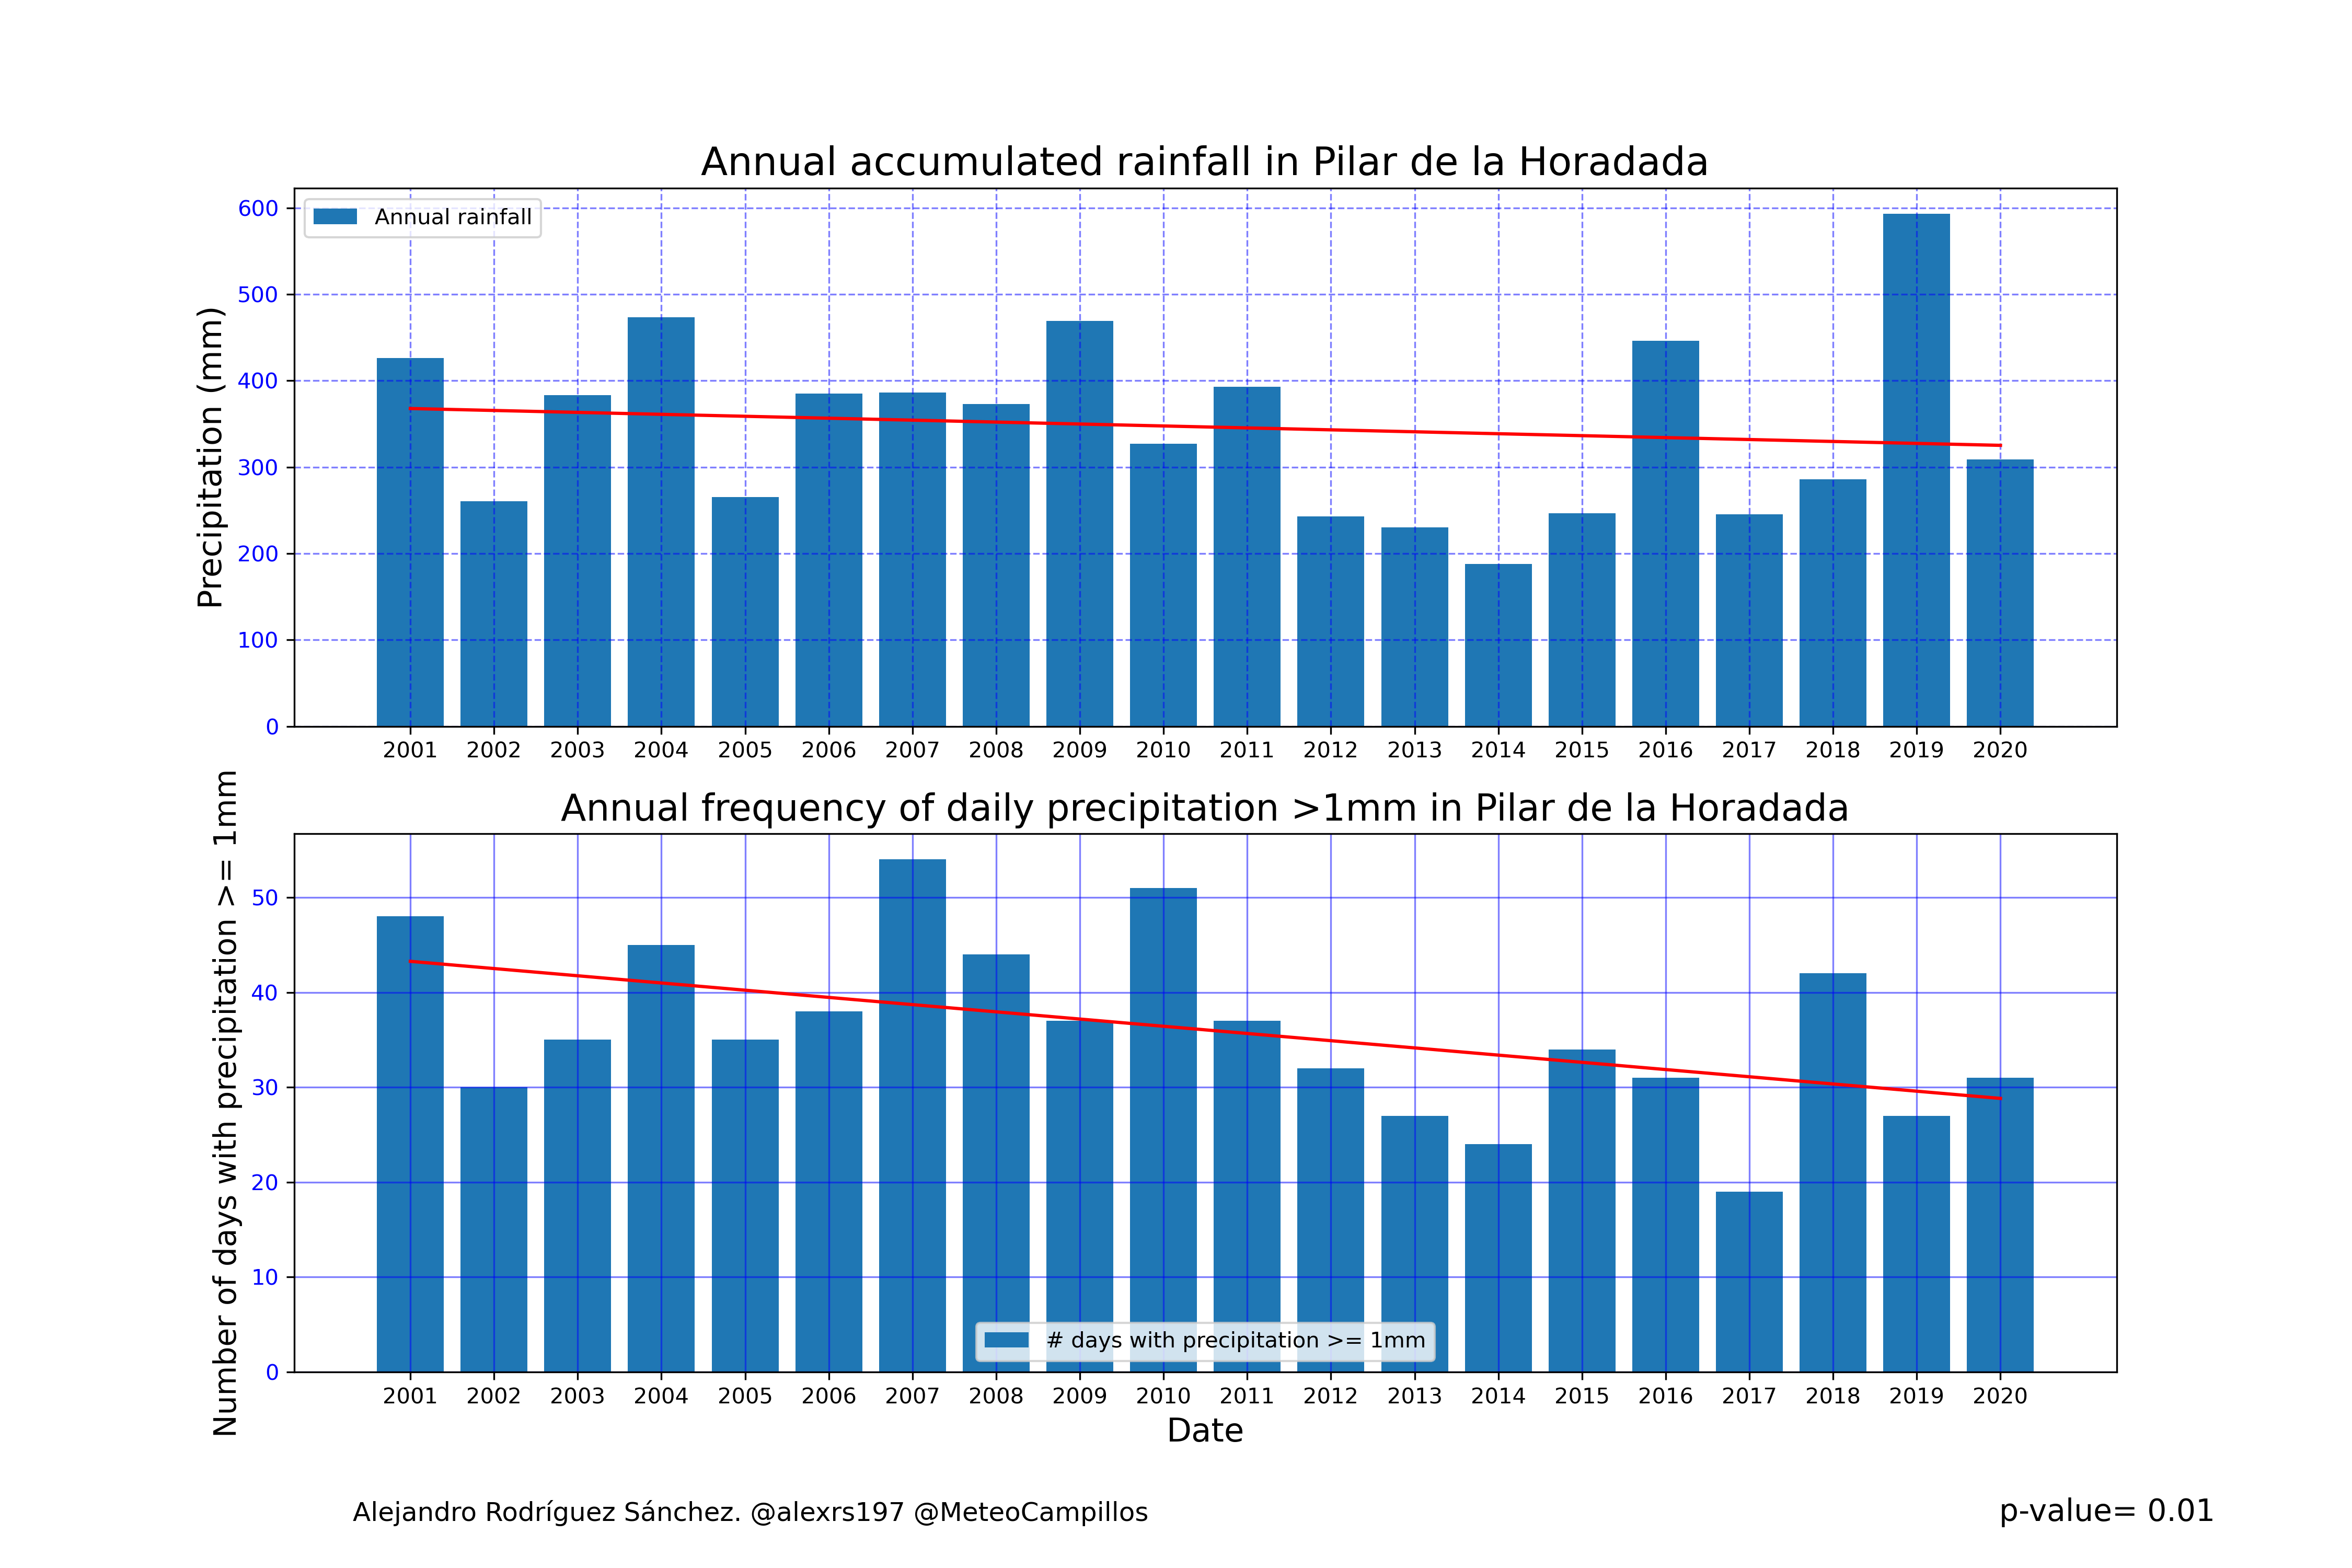 Annual accumulated rainfall in Pilar de la Horadada
Annual rainfall
Precipitation (mm)
600
500
400
300
200
100
0
2001 2002 2003 2004 2005 2006 2007 2008 2009 2010 2011 2012 2013 2014 2015 2016 2017 2018 2019 2020
Annual frequency of daily precipitation >1mm in Pilar de la Horadada
Number of days with precipitation >= 1mm
50
40
30
20
10
0
# days with precipitation >= 1mm
2001 2002 2003 2004 2005 2006 2007 2008 2009 2010 2011 2012 2013 2014 2015 2016 2017 2018 2019 2020
Date
Alejandro Rodríguez Sánchez. @alexrs197 @MeteoCampillos
p-value= 0.01